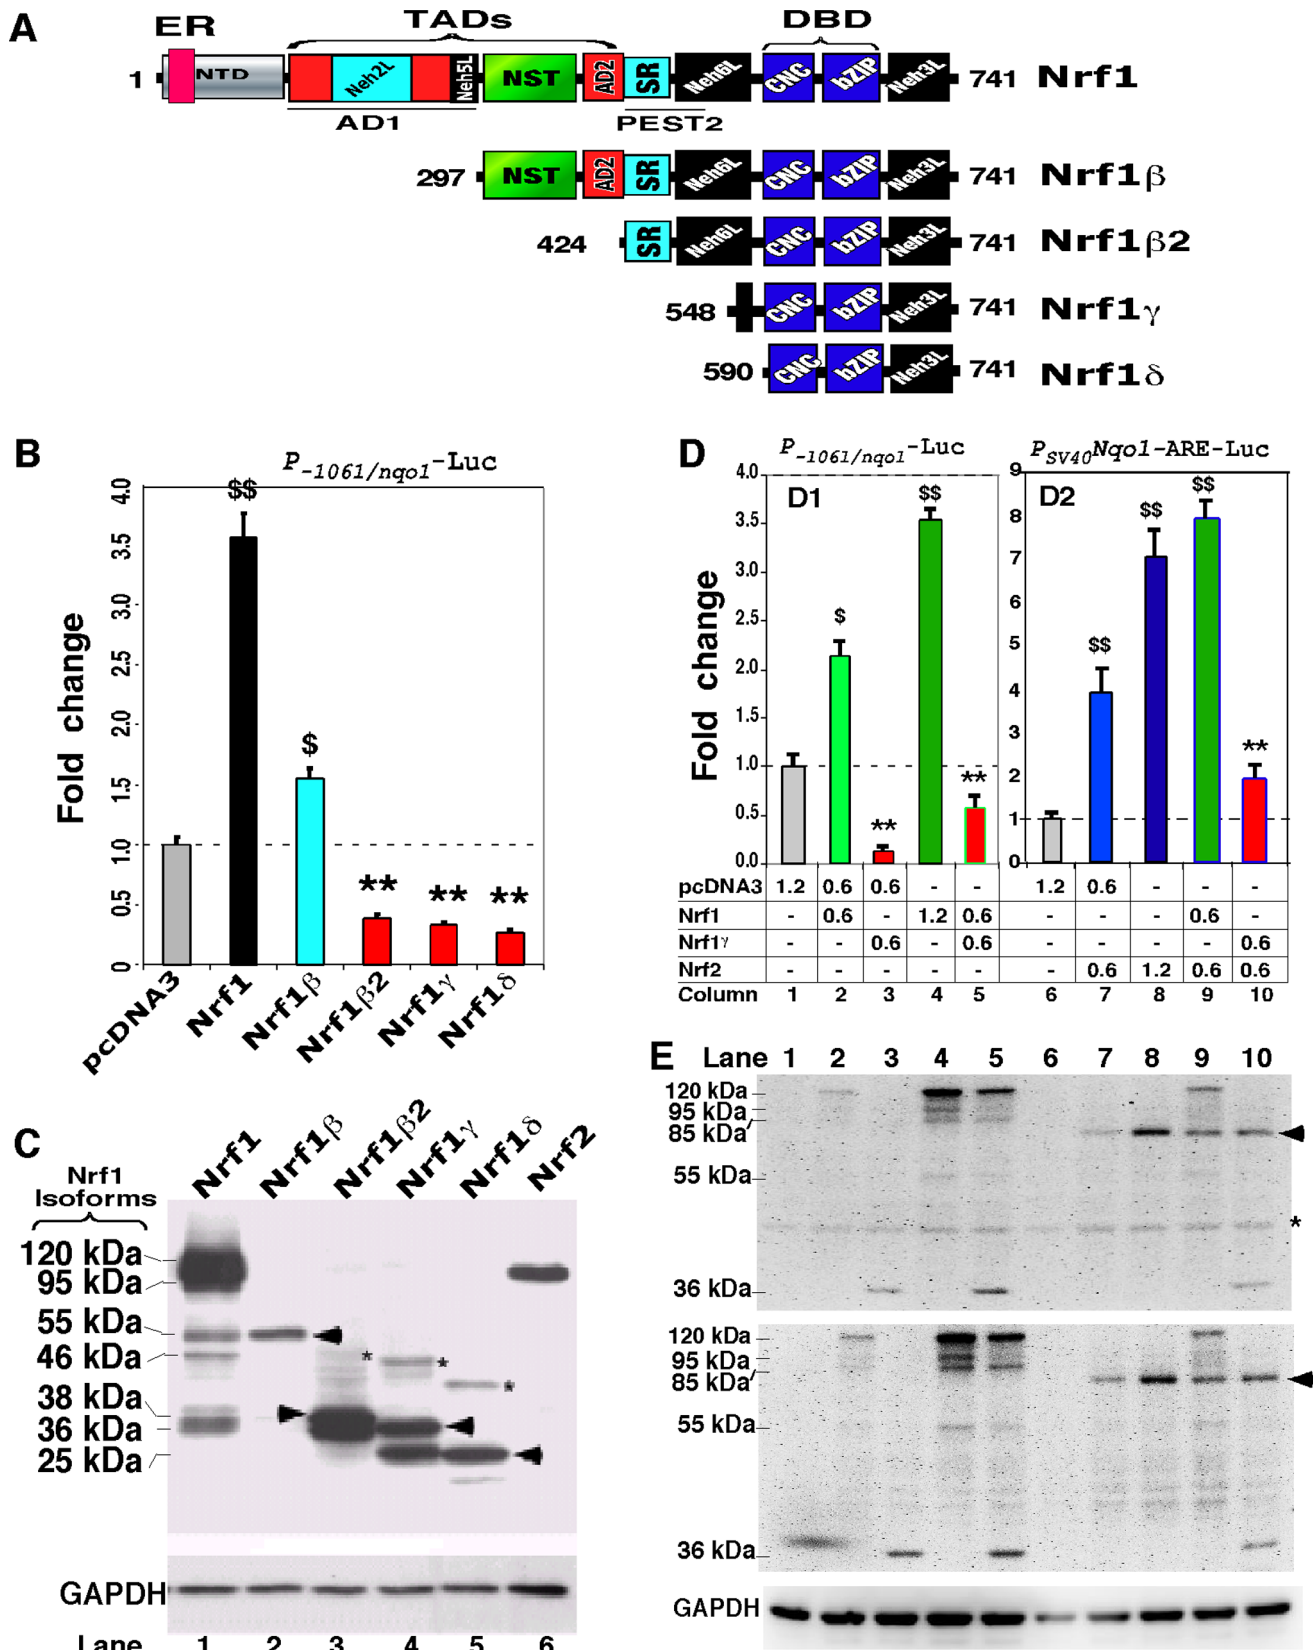 A
ER TADs DBD
1 NTD Neh2L Neh5L NST AD2 SR Neh6L CNC bZIP Neh3L 741 Nrf1
AD1 PEST2
297 NST AD2 SR Neh6L CNC bZIP Neh3L 741 Nrf1β
424 SR Neh6L CNC bZIP Neh3L 741 Nrf1β2
548 CNC bZIP Neh3L 741 Nrf1γ
590 CNC bZIP Neh3L 741 Nrf1δ
B
P-1061/nqo1-Luc
Fold change
4.0
3.5
3.0
2.5
2.0
1.5
1.0
0.5
0
$$
$
** ** **
pcDNA3 Nrf1 Nrf1β Nrf1β2 Nrf1γ Nrf1δ
C
Nrf1 Nrf1β Nrf1β2 Nrf1γ Nrf1δ Nrf2
Nrf1
Isoforms
120 kDa
95 kDa
55 kDa
46 kDa
38 kDa
36 kDa
25 kDa
* * *
GAPDH
Lane 1 2 3 4 5 6
D
P-1061/nqo1-Luc
D1
Fold change
4.0
3.5
3.0
2.5
2.0
1.5
1.0
0.5
0.0
$ ** $$ **
PSV40Nqo1-ARE-Luc
D2
9
8
7
6
5
4
3
2
1
0
$$ $$ $$ **
pcDNA3 1.2 0.6 0.6 - - 1.2 0.6 - - -
Nrf1 - 0.6 - 1.2 0.6 - - - 0.6 -
Nrf1γ - - 0.6 - 0.6 - - - - 0.6
Nrf2 - - - - - - 0.6 1.2 0.6 0.6
Column 1 2 3 4 5 6 7 8 9 10
E
Lane 1 2 3 4 5 6 7 8 9 10
120 kDa
95 kDa
85 kDa
55 kDa
*
36 kDa
120 kDa
95 kDa
85 kDa
55 kDa
36 kDa
GAPDH